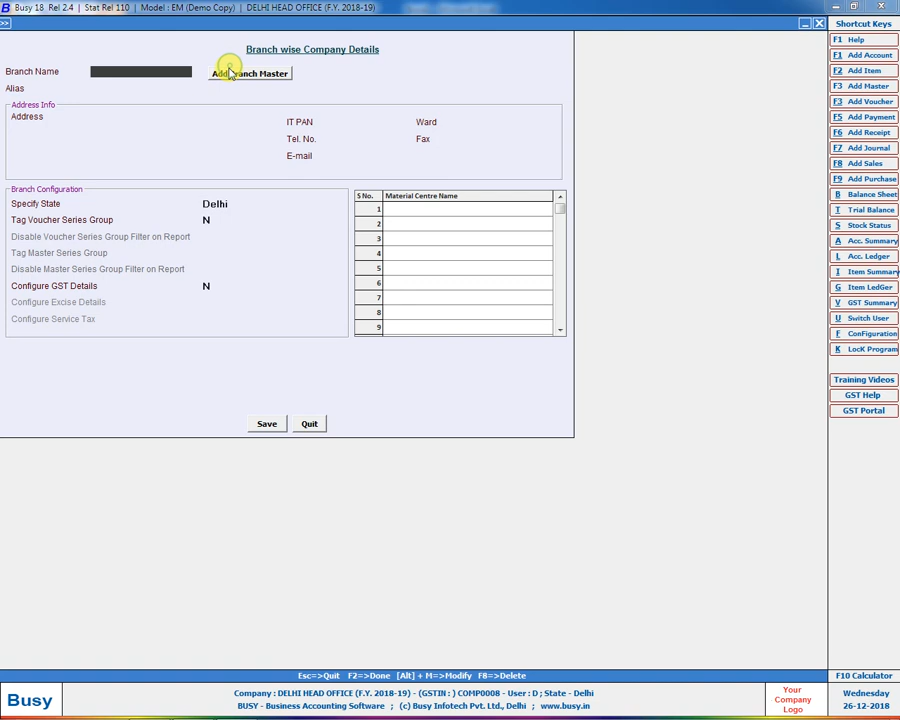 Busy 18 Rel 2.4 | Stat Rel 110 | Model : EM (Demo Copy) | DELHI HEAD OFFICE (F.Y. 2018-19)
>>
Shortcut Keys
Branch wise Company Details
Branch Name
Add Branch Master
Alias
Address Info
Address
IT PAN
Ward
Tel. No.
Fax
E-mail
Branch Configuration
Specify State Delhi
Tag Voucher Series Group N
Disable Voucher Series Group Filter on Report
Tag Master Series Group
Disable Master Series Group Filter on Report
Configure GST Details N
Configure Excise Details
Configure Service Tax
S No. Material Centre Name
1
2
3
4
5
6
7
8
9
Save Quit
F1 Help
F1 Add Account
F2 Add Item
F3 Add Master
F3 Add Voucher
F5 Add Payment
F6 Add Receipt
F7 Add Journal
F8 Add Sales
F9 Add Purchase
B Balance Sheet
T Trial Balance
S Stock Status
A Acc. Summary
L Acc. Ledger
I Item Summary
G Item LedGer
V GST Summary
U Switch User
F ConFiguration
K LocK Program
Training Videos
GST Help
GST Portal
Esc=>Quit F2=>Done [Alt] + M=>Modify F8=>Delete
F10 Calculator
Busy
Company : DELHI HEAD OFFICE (F.Y. 2018-19) - (GSTIN : ) COMP0008 - User : D ; State - Delhi
BUSY - Business Accounting Software ; (c) Busy Infotech Pvt. Ltd., Delhi ; www.busy.in
Your
Company
Logo
Wednesday
26-12-2018